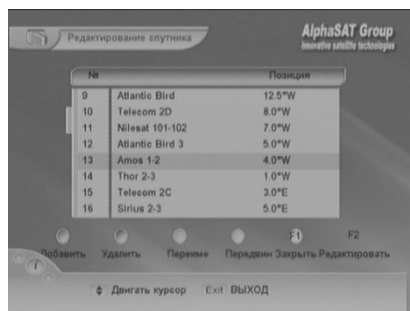 Редактирование спутника
AlphaSAT Group
Innovative satellite technologies
№ Позиция
9 Atlantic Bird 12.5°W
10 Telecom 2D 8.0°W
11 Nilesat 101-102 7.0°W
12 Atlantic Bird 3 5.0°W
13 Amos 1-2 4.0°W
14 Thor 2-3 1.0°W
15 Telecom 2C 3.0°E
16 Sirius 2-3 5.0°E
F1 F2
Добавить Удалить Переиме Передвин Закрыть Редактировать
Двигать курсор Exit ВЫХОД